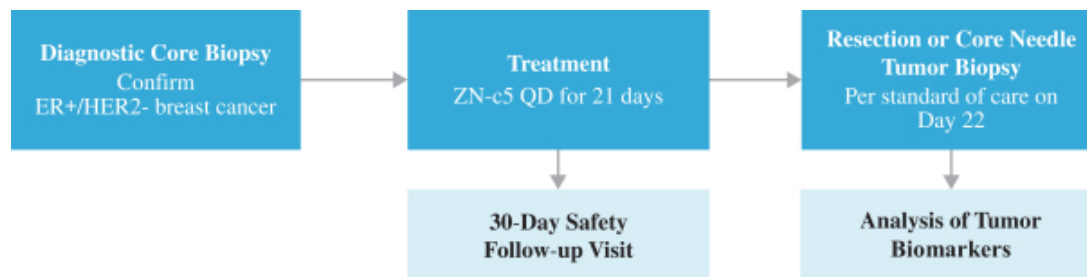 Diagnostic Core Biopsy
Confirm
ER+/HER2- breast cancer
Treatment
ZN-c5 QD for 21 days
Resection or Core Needle
Tumor Biopsy
Per standard of care on
Day 22
30-Day Safety
Follow-up Visit
Analysis of Tumor
Biomarkers